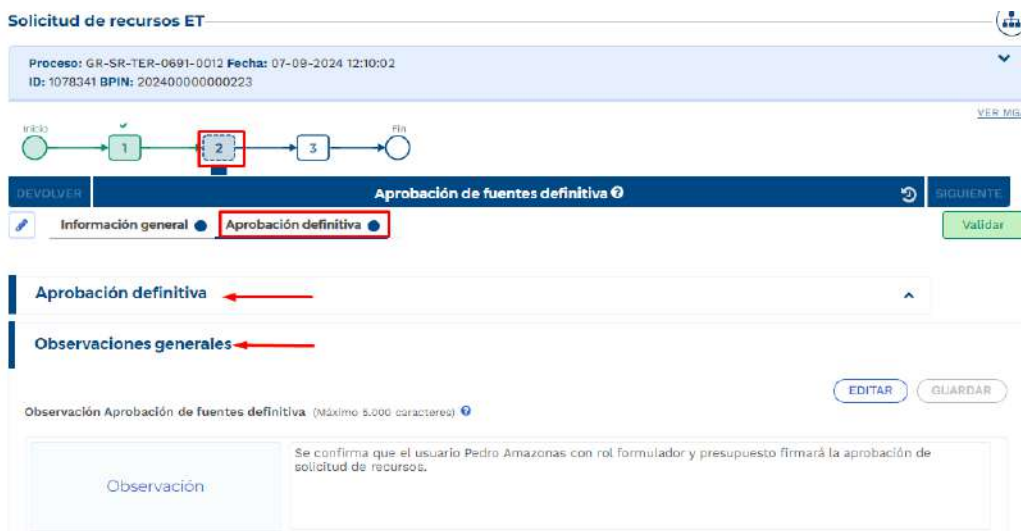 Solicitud de recursos ET
Proceso: GR-SR-TER-0691-0012 Fecha: 07-09-2024 12:10:02
ID: 1078341 BPIN: 202400000000223
VER MGA
Inicio
Fin
1
2
3
DEVOLVER
Aprobación de fuentes definitiva
SIGUIENTE
Información general
Aprobación definitiva
Validar
Aprobación definitiva
Observaciones generales
EDITAR
GUARDAR
Observación Aprobación de fuentes definitiva (Máximo 5.000 caracteres)
Observación
Se confirma que el usuario Pedro Amazonas con rol formulador y presupuesto firmará la aprobación de
solicitud de recursos.